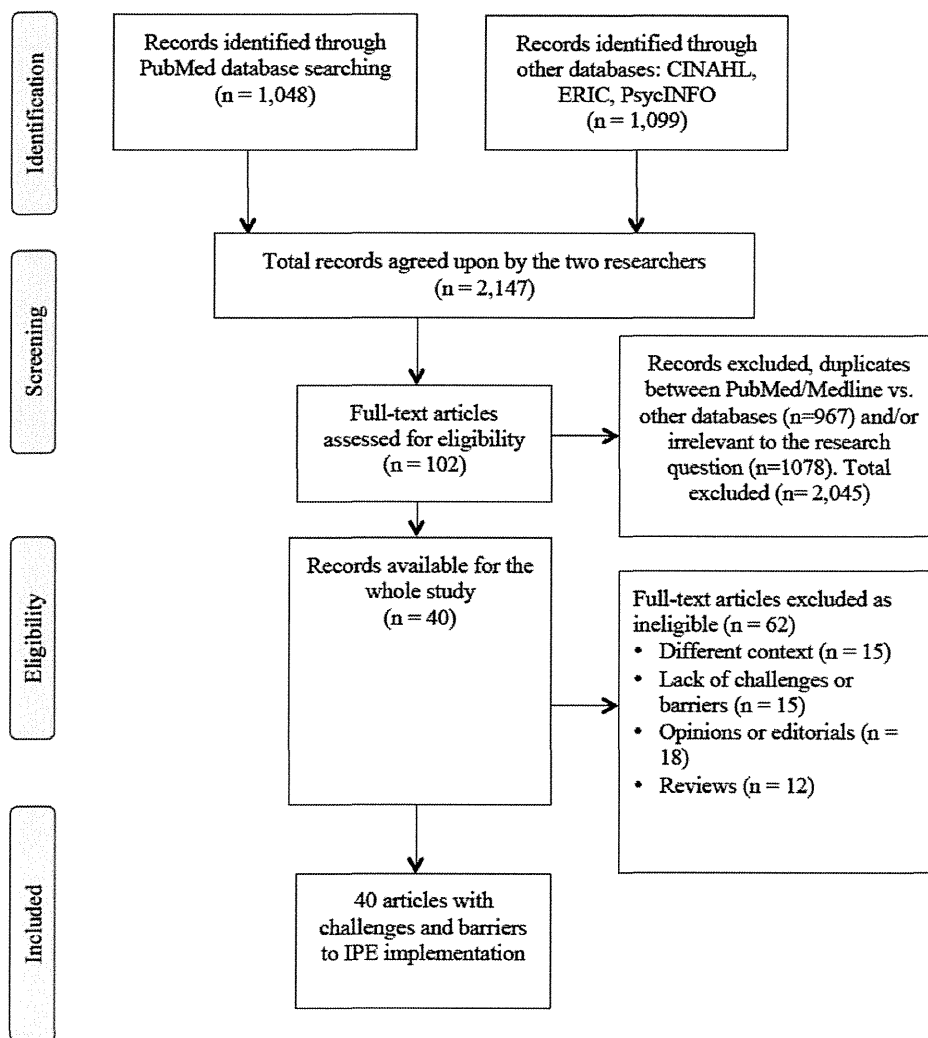 Identification
Records identified through
PubMed database searching
(n = 1,048)
Records identified through
other databases: CINAHL,
ERIC, PsycINFO
(n = 1,099)
Screening
Total records agreed upon by the two researchers
(n = 2,147)
Full-text articles
assessed for eligibility
(n = 102)
Records excluded, duplicates
between PubMed/Medline vs.
other databases (n=967) and/or
irrelevant to the research
question (n=1078). Total
excluded (n= 2,045)
Eligibility
Records available for the
whole study
(n = 40)
Full-text articles excluded as
ineligible (n = 62)
• Different context (n = 15)
• Lack of challenges or
barriers (n = 15)
• Opinions or editorials (n =
18)
• Reviews (n = 12)
Included
40 articles with
challenges and barriers
to IPE implementation